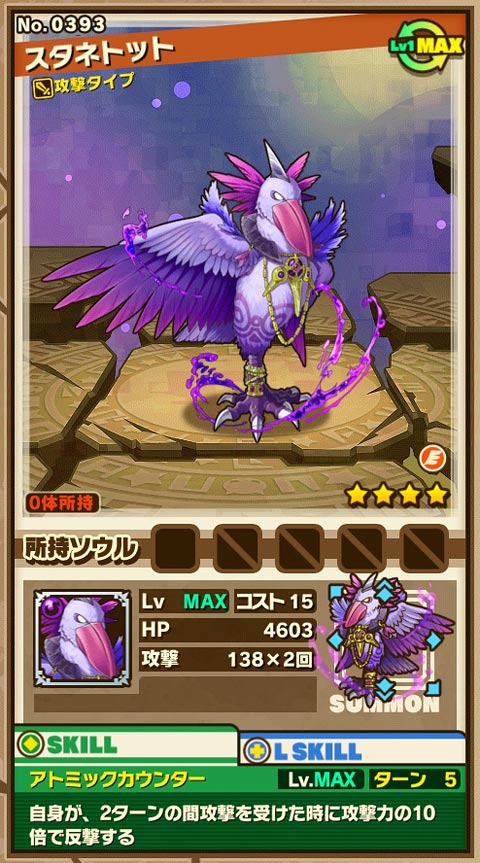 No.0393
スタネトット
Lv1 MAX
攻撃タイプ
E
0体所持
所持ソウル
Lv MAX コスト 15
HP 4603
攻撃 138×2回
SUMMON
SKILL
L SKILL
アトミックカウンター Lv.MAX ターン 5
自身が、2ターンの間攻撃を受けた時に攻撃力の10
倍で反撃する